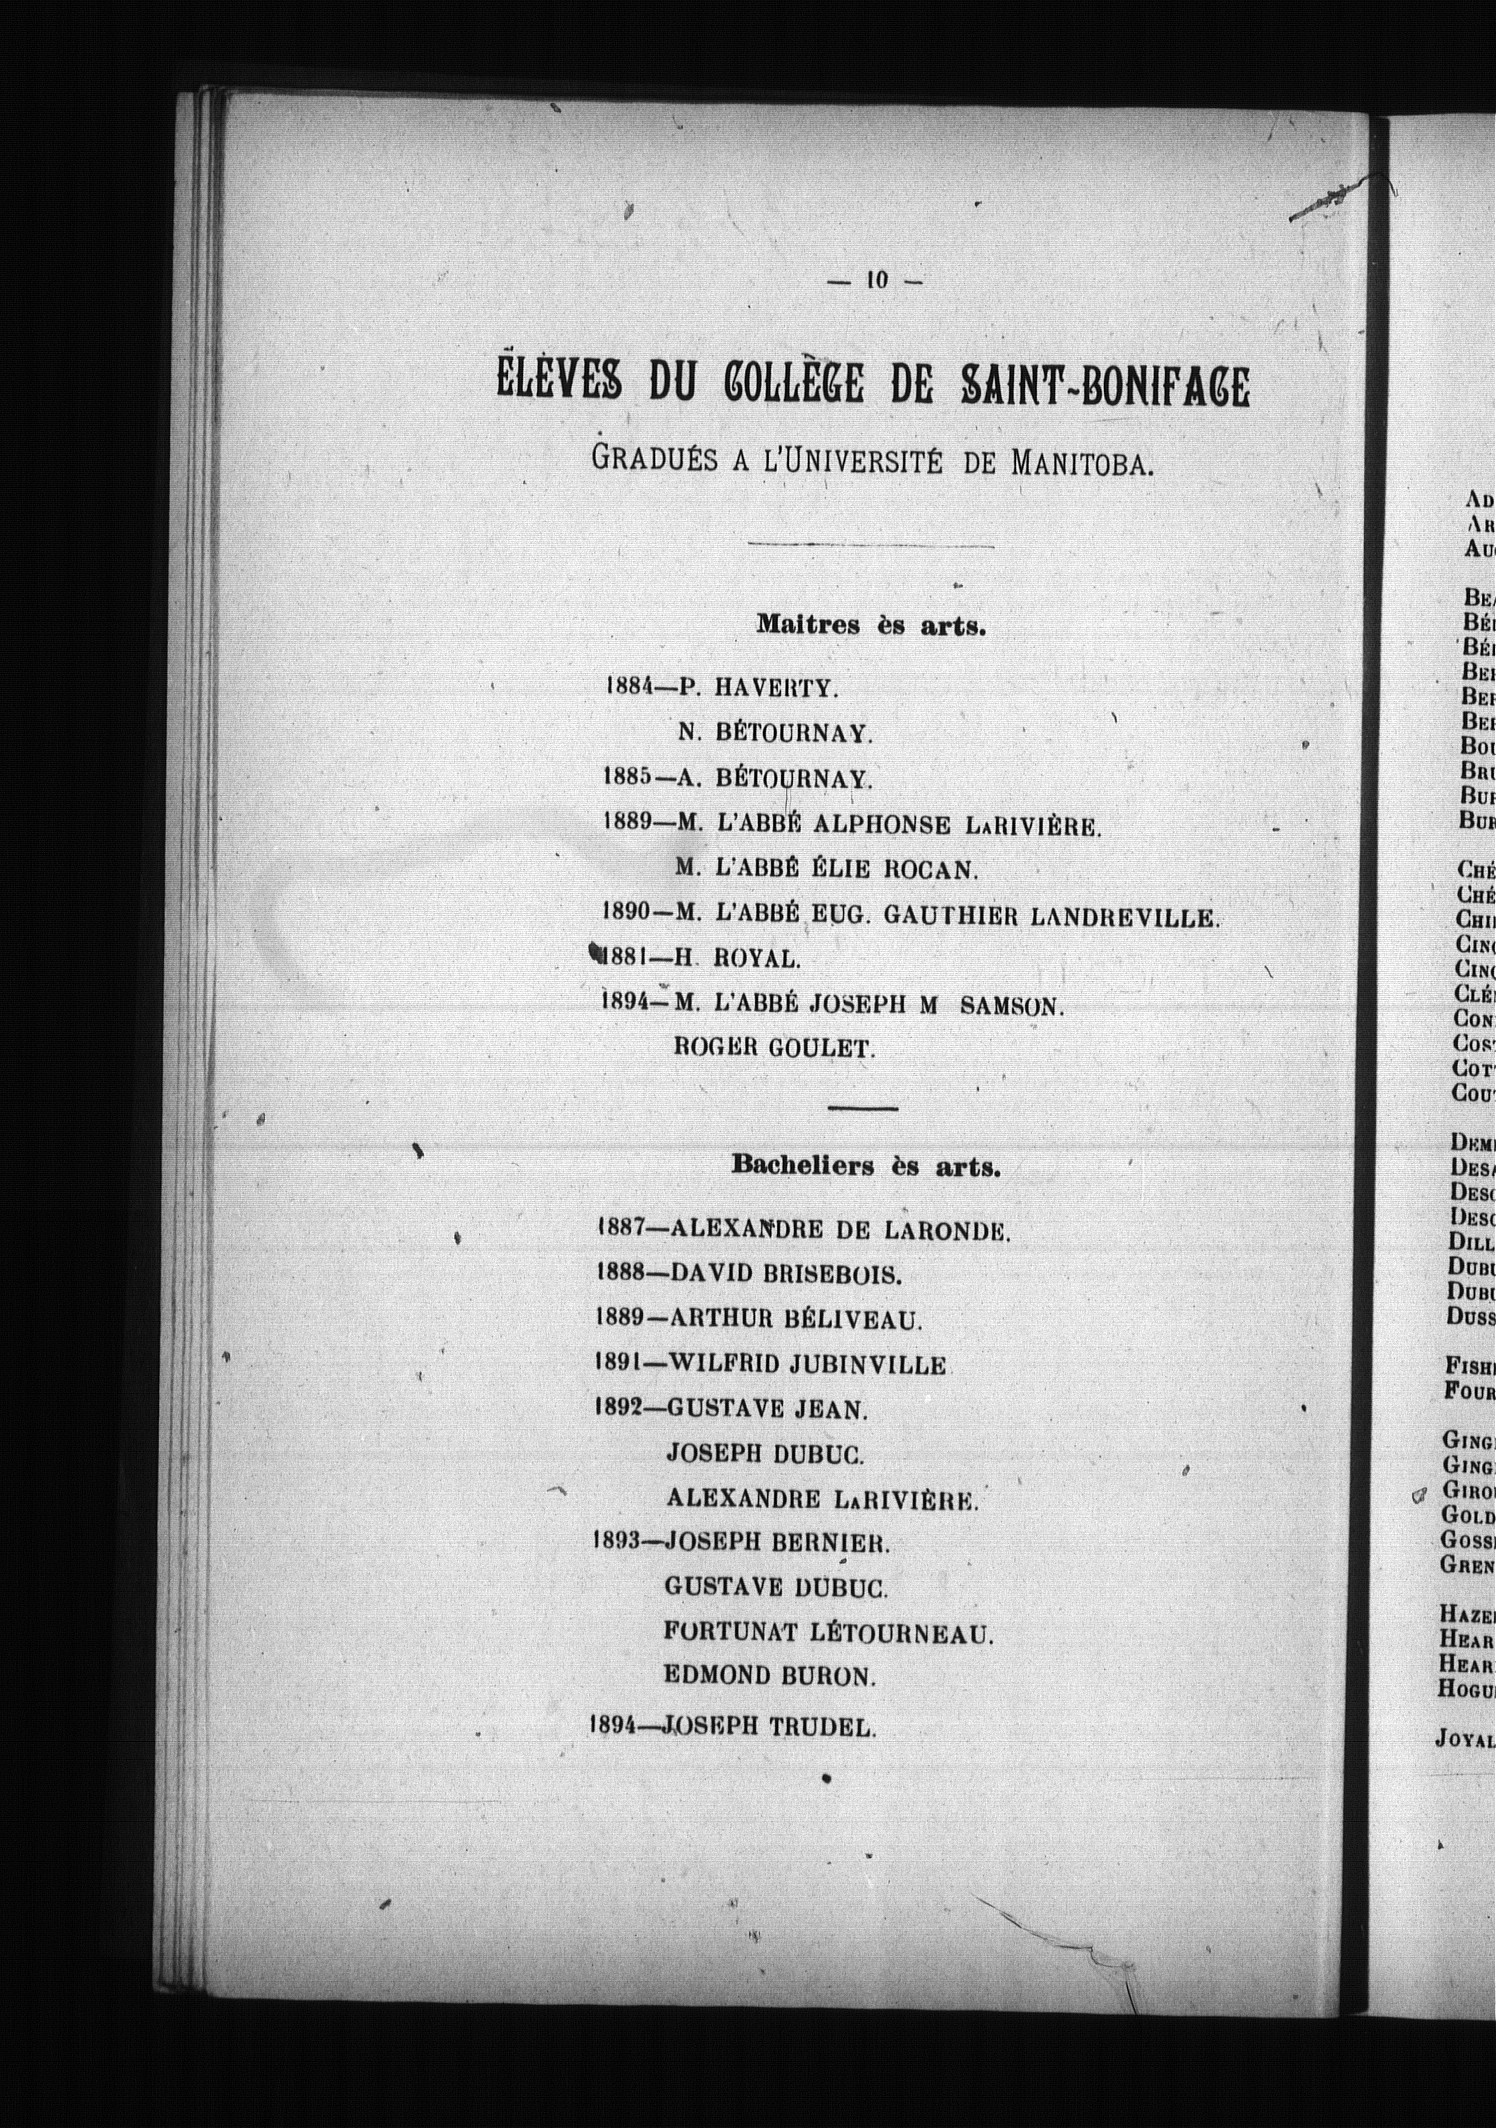 — 10 —
ÉLÈVES DU COLLÈGE DE SAINT-BONIFACE
GRADUÉS A L'UNIVERSITÉ DE MANITOBA.
Maitres ès arts.
1884—P. HAVERTY.
N. BÉTOURNAY.
1885—A. BÉTOURNAY.
1889—M. L'ABBÉ ALPHONSE LARIVIÈRE.
M. L'ABBÉ ÉLIE ROCAN.
1890—M. L'ABBÉ EUG. GAUTHIER LANDREVILLE.
1881—H. ROYAL.
1894—M. L'ABBÉ JOSEPH M SAMSON.
ROGER GOULET.
Bacheliers ès arts.
1887—ALEXANDRE DE LARONDE.
1888—DAVID BRISEBOIS.
1889—ARTHUR BÉLIVEAU.
1891—WILFRID JUBINVILLE
1892—GUSTAVE JEAN.
JOSEPH DUBUC.
ALEXANDRE LARIVIÈRE.
1893—JOSEPH BERNIER.
GUSTAVE DUBUC.
FORTUNAT LÉTOURNEAU.
EDMOND BURON.
1894—JOSEPH TRUDEL.